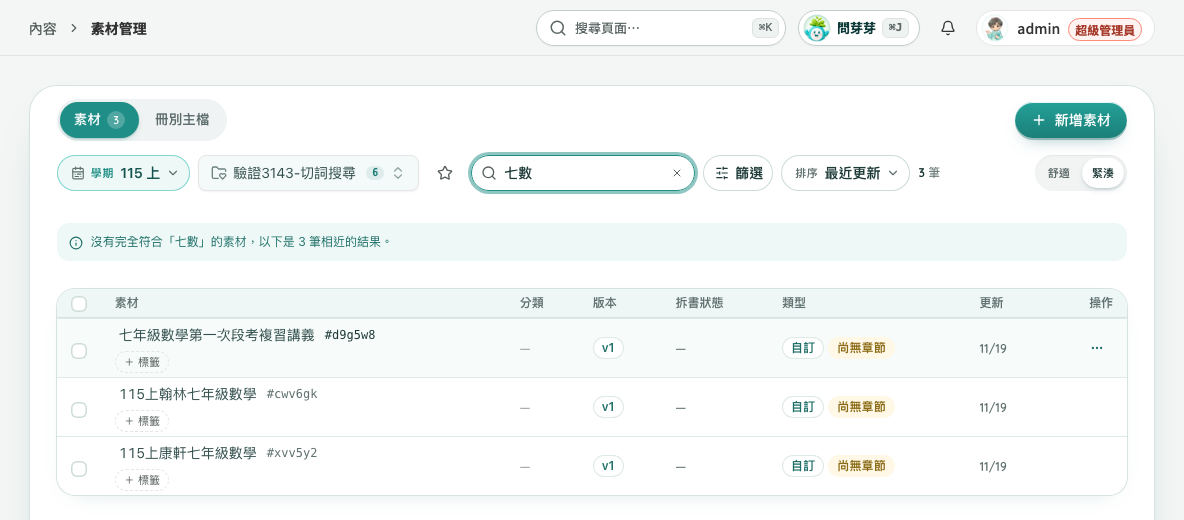 內容 > 素材管理
搜尋頁面⋯ ⌘K
問芽芽 ⌘J
admin 超級管理員
素材 3 冊別主檔
+ 新增素材
學期 115 上
驗證3143-切詞搜尋 6
七數
篩選
排序 最近更新
3 筆
舒適 緊湊
沒有完全符合「七數」的素材，以下是 3 筆相近的結果。
素材 分類 版本 拆書狀態 類型 更新 操作
七年級數學第一次段考複習講義 #d9g5w8 — v1 — 自訂 尚無章節 11/19 ⋯
+ 標籤
115上翰林七年級數學 #cwv6gk — v1 — 自訂 尚無章節 11/19
+ 標籤
115上康軒七年級數學 #xvv5y2 — v1 — 自訂 尚無章節 11/19
+ 標籤